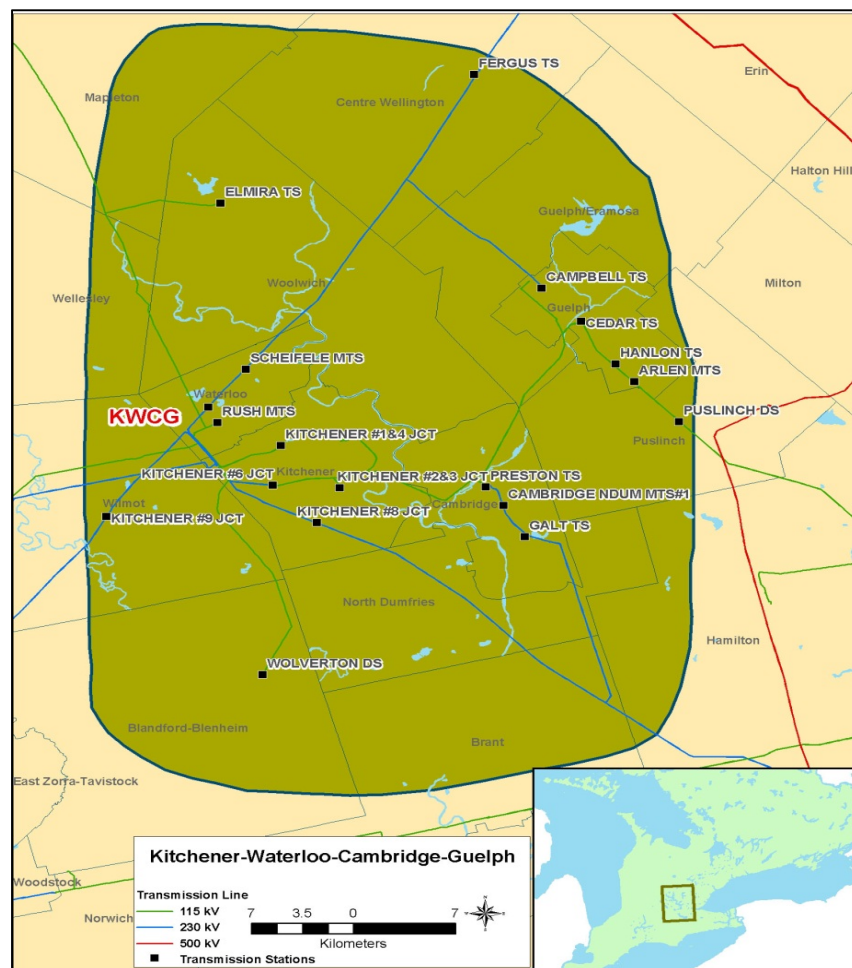 FERGUS TS
Erin
Mapleton
Centre Wellington
Halton Hill
ELMIRA TS
Guelph/Eramosa
Woolwich
CAMPBELL TS
Milton
Wellesley
Guelph
CEDAR TS
HANLON TS
SCHEIFELE MTS
ARLEN MTS
Waterloo
KWCG
RUSH MTS
PUSLINCH DS
KITCHENER #1&4 JCT
Puslinch
KITCHENER #6 JCT
Kitchener
KITCHENER #2&3 JCT
PRESTON TS
Wilmot
Cambridge
CAMBRIDGE NDUM MTS#1
KITCHENER #9 JCT
KITCHENER #8 JCT
GALT TS
North Dumfries
Hamilton
WOLVERTON DS
Blandford-Blenheim
Brant
East Zorra-Tavistock
Woodstock
Norwich
Kitchener-Waterloo-Cambridge-Guelph
Transmission Line
115 kV
230 kV
500 kV
Transmission Stations
7 3.5 0 7
Kilometers